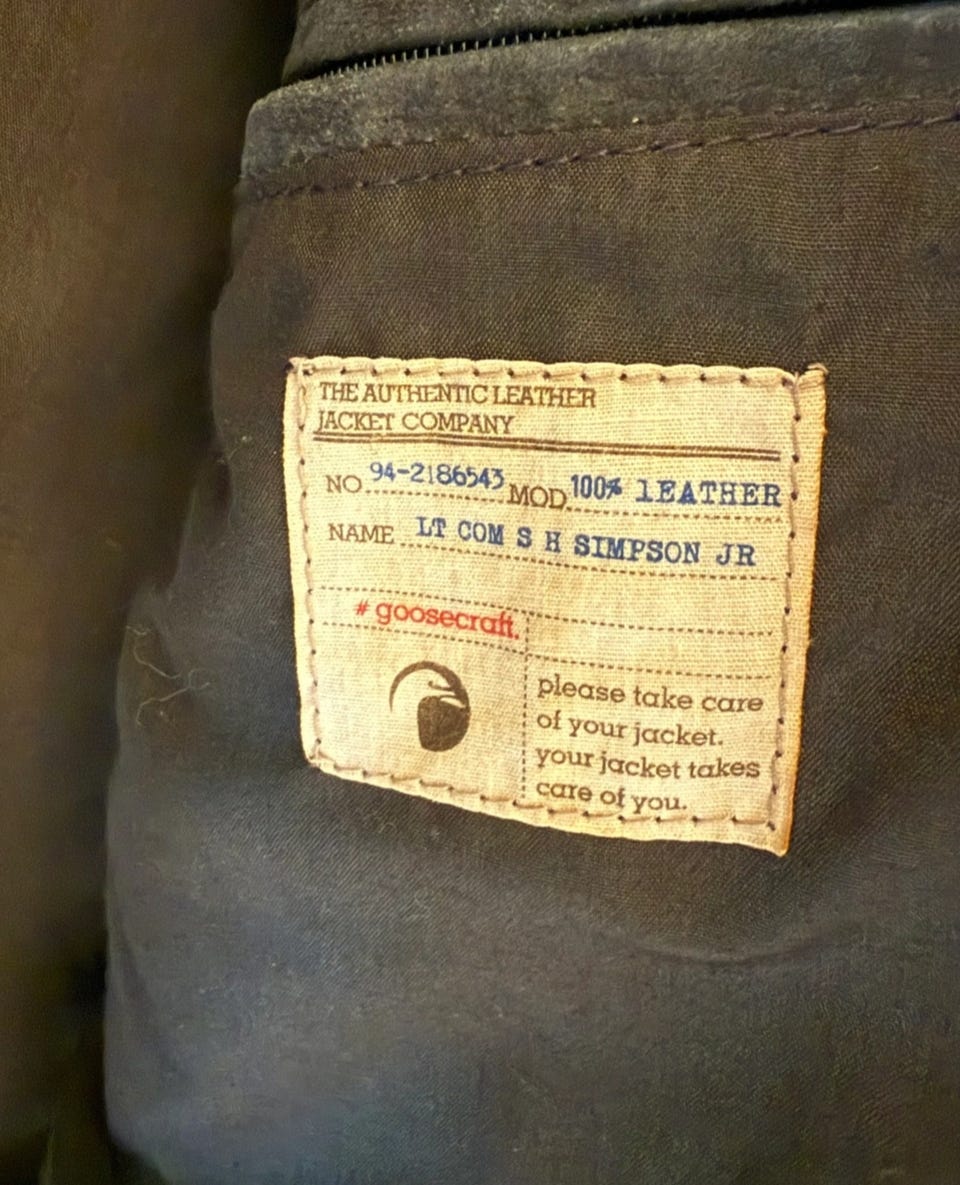 THE AUTHENTIC LEATHER
JACKET COMPANY
NO 94-2186543 MOD 100% lEATHER
NAME LT COM S H SIMPSON JR
# goosecraft.
please take care
of your jacket.
your jacket takes
care of you.